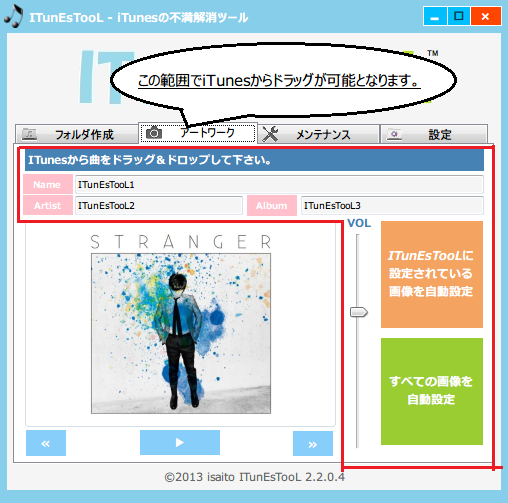 ITunEsTooL - iTunesの不満解消ツール
IT
TM
この範囲でiTunesからドラッグが可能となります。
フォルダ作成
アートワーク
メンテナンス
設定
ITunesから曲をドラッグ＆ドロップして下さい。
Name ITunEsTooL1
Artist ITunEsTooL2 Album ITunEsTooL3
VOL
STRANGER
ITunEsTooLに
設定されている
画像を自動設定
すべての画像を
自動設定
©2013 isaito ITunEsTooL 2.2.0.4